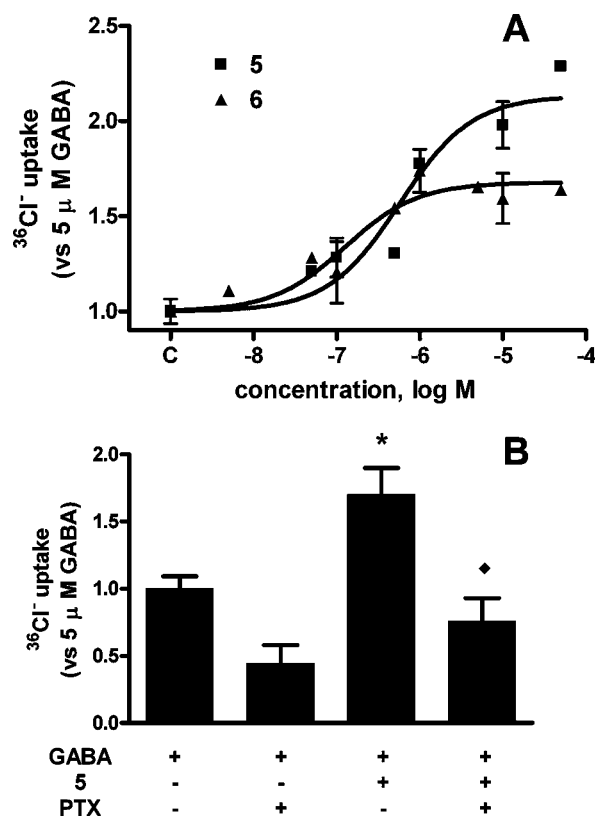 A
2.5
2.0
1.5
1.0
³⁶Cl⁻ uptake
(vs 5 μ M GABA)
■ 5
▲ 6
C -8 -7 -6 -5 -4
concentration, log M
B
2.0
1.5
1.0
0.5
0.0
³⁶Cl⁻ uptake
(vs 5 μ M GABA)
*
◆
GABA + + + +
5 - - + +
PTX - + - +